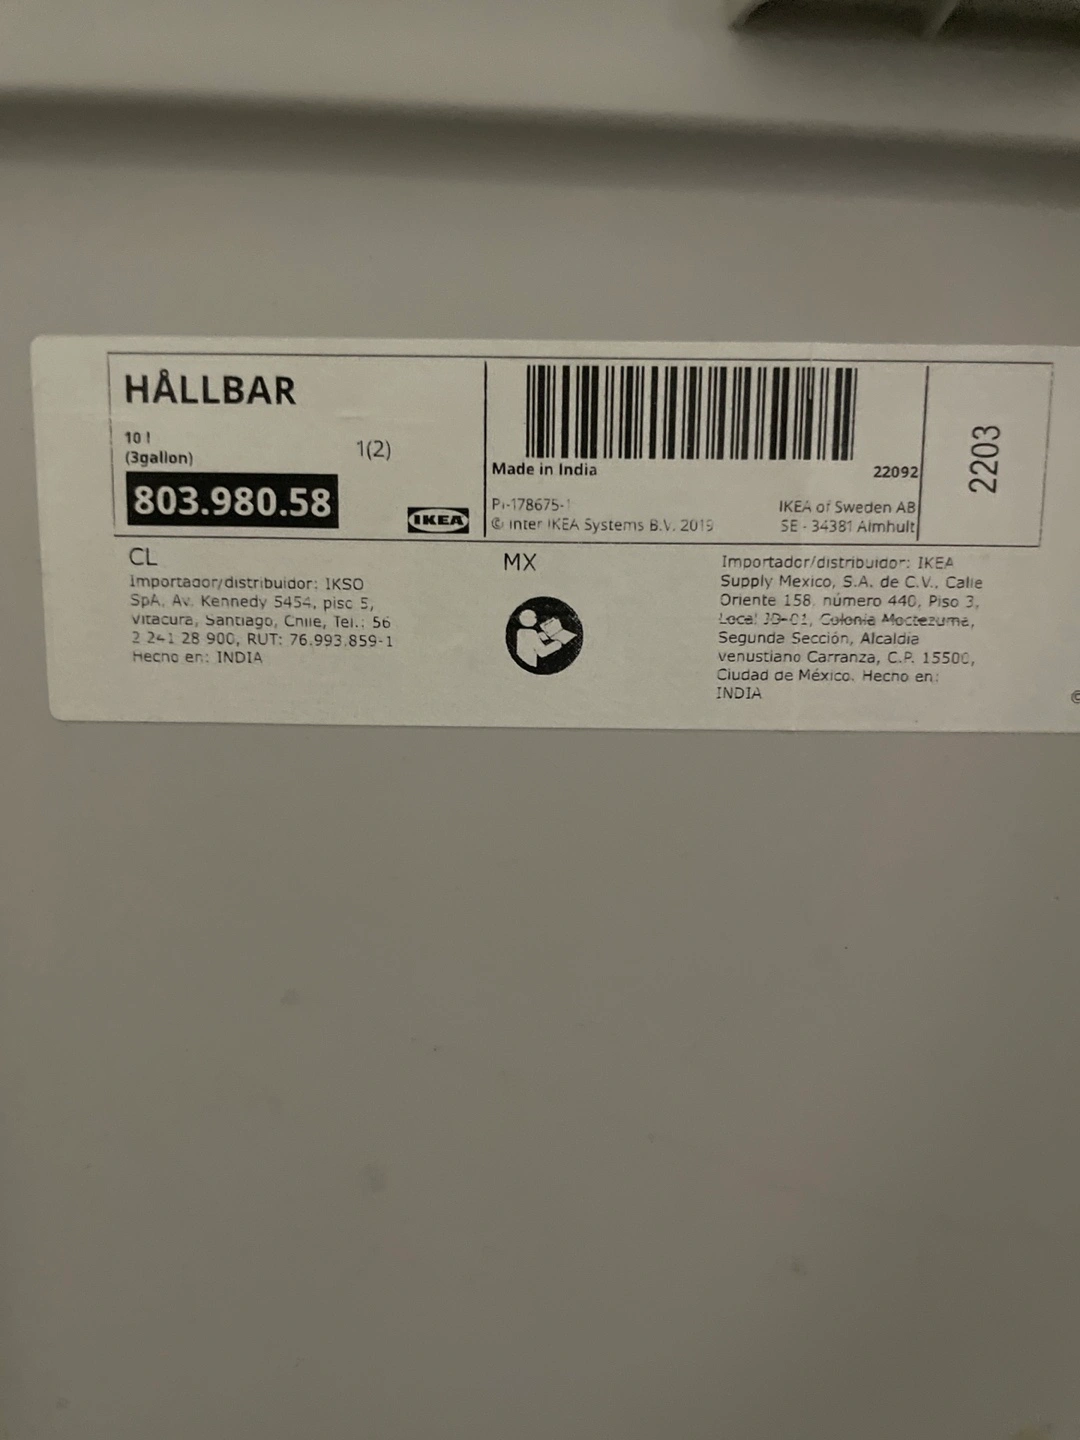 HÅLLBAR
10 l
(3gallon)
1(2)
803.980.58
IKEA
Made in India
22092
PI-178675-1
IKEA of Sweden AB
© Inter IKEA Systems B.V. 2019
SE - 34381 Älmhult
2203
CL
Importador/distribuidor: IKSO
SpA, Av. Kennedy 5454, piso 5,
Vitacura, Santiago, Chile, Tel.: 56
2 241 28 900, RUT: 76.993.859-1
Hecho en: INDIA
MX
Importador/distribuidor: IKEA
Supply Mexico, S.A. de C.V., Calle
Oriente 158, número 440, Piso 3,
Local Colonia Moctezuma,
Segunda Sección, Alcaldía
Venustiano Carranza, C.P. 15500,
Ciudad de México. Hecho en:
INDIA
©